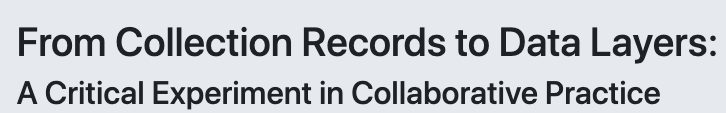 From Collection Records to Data Layers:
A Critical Experiment in Collaborative Practice